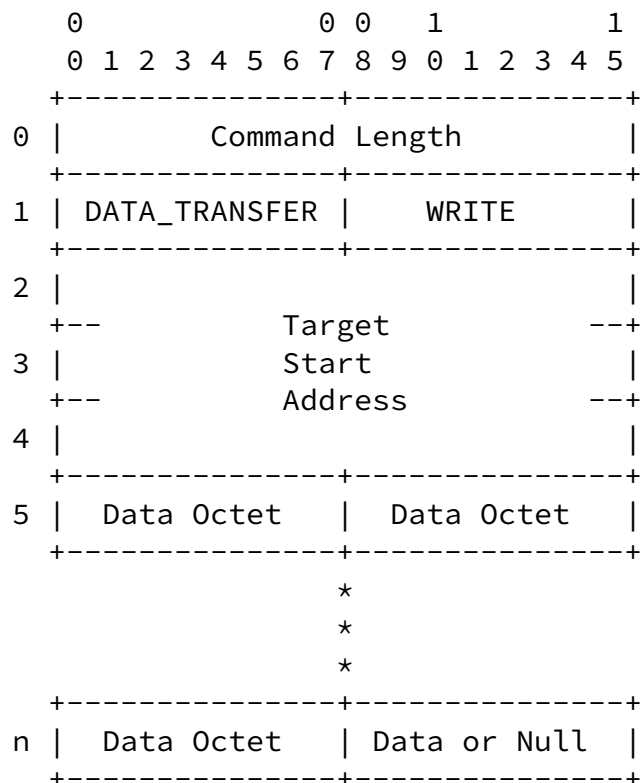 0             0 0   1         1
    0 1 2 3 4 5 6 7 8 9 0 1 2 3 4 5
   +---------------+---------------+
0  |        Command Length         |
   +---------------+---------------+
1  | DATA_TRANSFER |    WRITE      |
   +---------------+---------------+
2  |                               |
   +--          Target           --+
3  |            Start              |
   +--          Address          --+
4  |                               |
   +---------------+---------------+
5  |  Data Octet   |  Data Octet   |
   +---------------+---------------+
                   *
                   *
                   *
   +---------------+---------------+
n  |  Data Octet   | Data or Null  |
   +---------------+---------------+